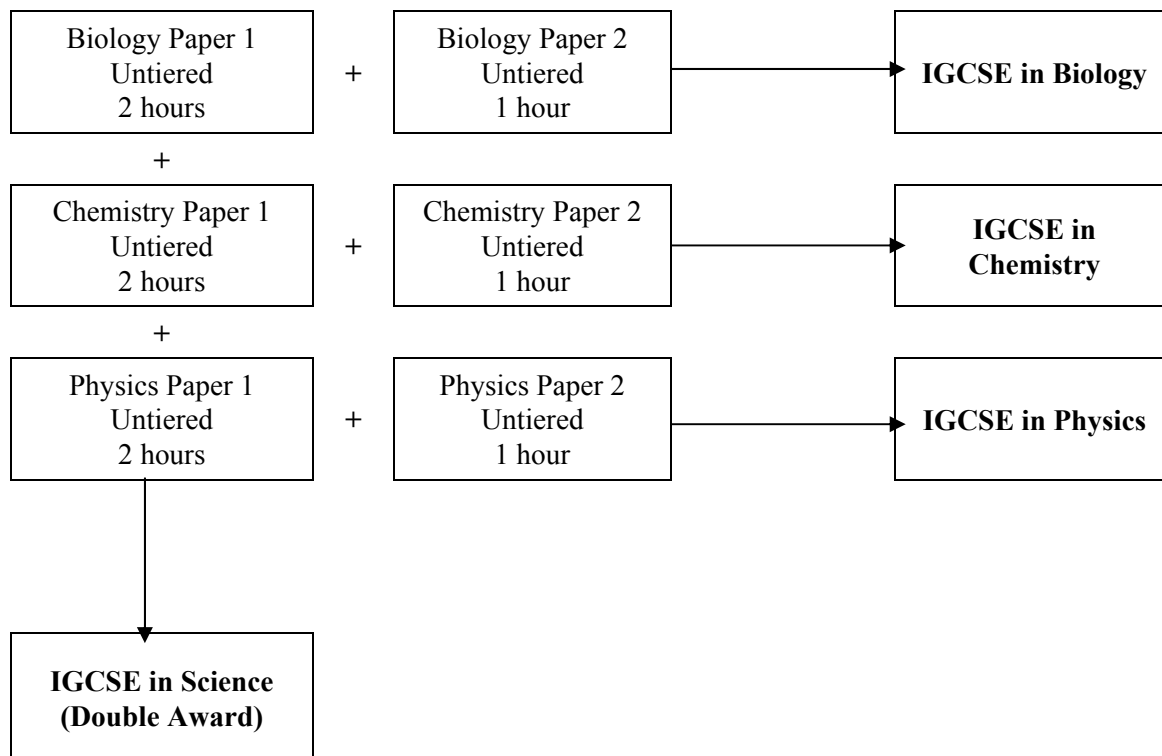 Biology Paper 1
Untiered
2 hours
+
Biology Paper 2
Untiered
1 hour
IGCSE in Biology
+
Chemistry Paper 1
Untiered
2 hours
+
Chemistry Paper 2
Untiered
1 hour
IGCSE in
Chemistry
+
Physics Paper 1
Untiered
2 hours
+
Physics Paper 2
Untiered
1 hour
IGCSE in Physics
IGCSE in Science
(Double Award)